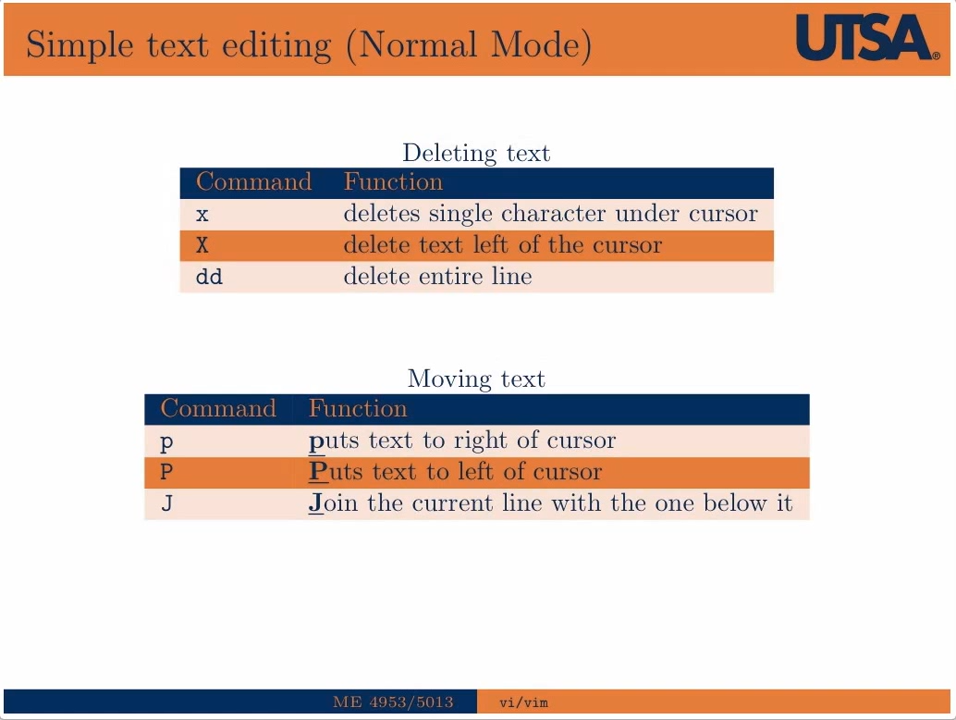 Simple text editing (Normal Mode)
UTSA®
Deleting text
Command Function
x deletes single character under cursor
X delete text left of the cursor
dd delete entire line
Moving text
Command Function
p puts text to right of cursor
P Puts text to left of cursor
J Join the current line with the one below it
ME 4953/5013 vi/vim